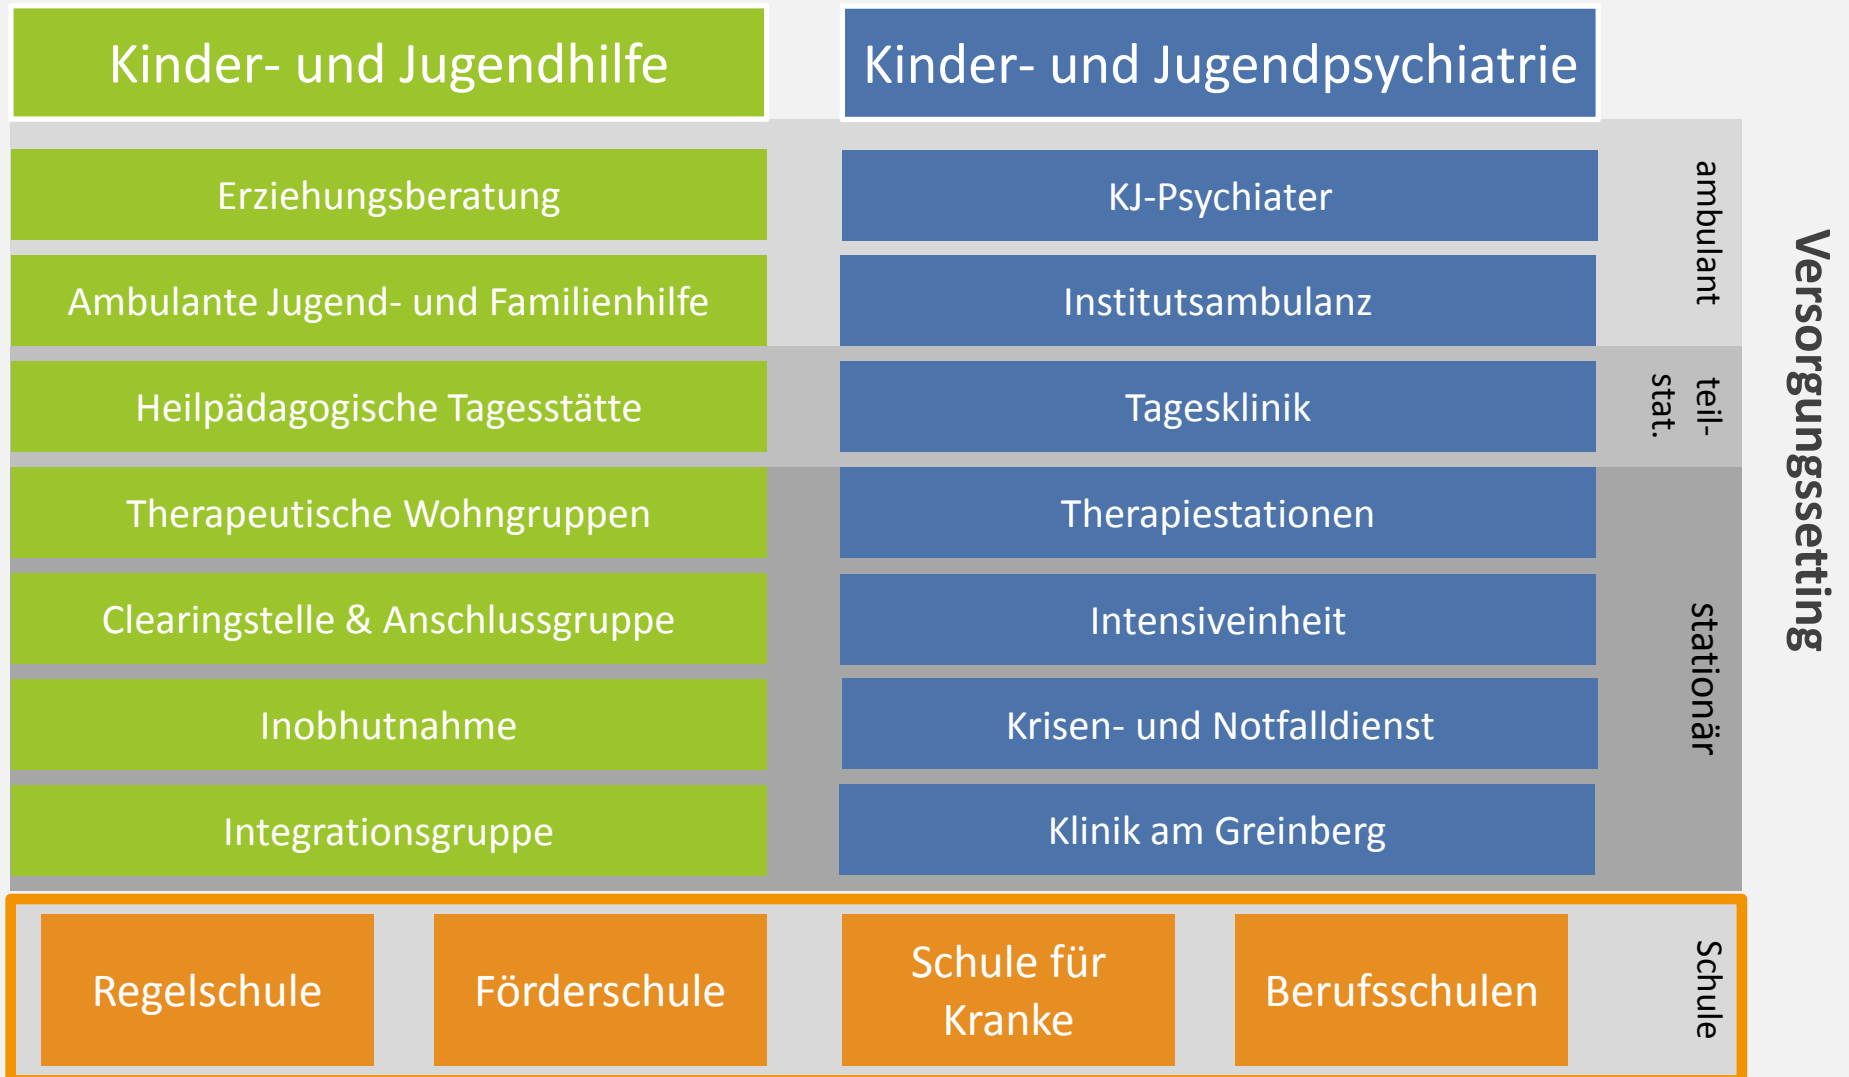 Kinder- und Jugendhilfe
Kinder- und Jugendpsychiatrie
Erziehungsberatung
KJ-Psychiater
ambulant
Ambulante Jugend- und Familienhilfe
Institutsambulanz
Heilpädagogische Tagesstätte
Tagesklinik
teil-
stat.
Therapeutische Wohngruppen
Therapiestationen
Clearingstelle & Anschlussgruppe
Intensiveinheit
stationär
Inobhutnahme
Krisen- und Notfalldienst
Integrationsgruppe
Klinik am Greinberg
Versorgungssetting
Regelschule
Förderschule
Schule für
Kranke
Berufsschulen
Schule